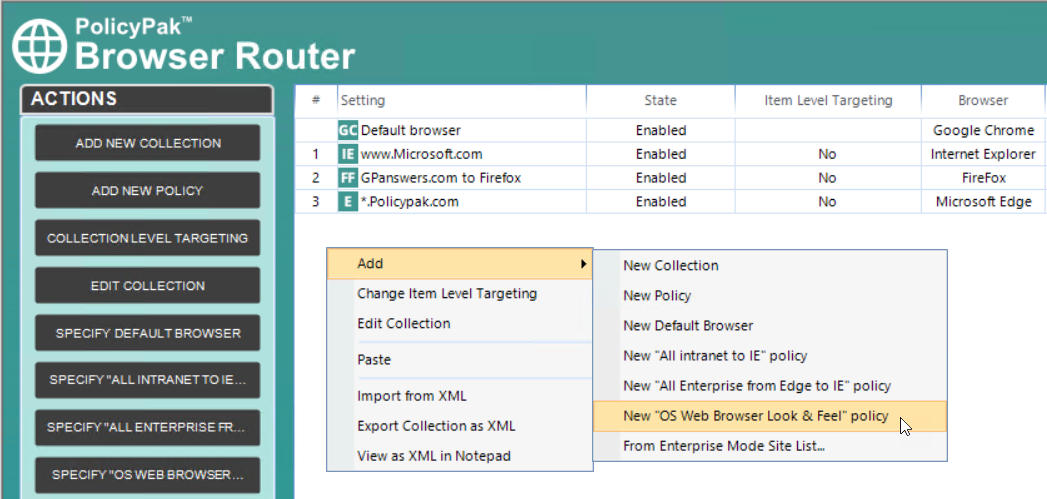 PolicyPak™
Browser Router
ACTIONS
ADD NEW COLLECTION
ADD NEW POLICY
COLLECTION LEVEL TARGETING
EDIT COLLECTION
SPECIFY DEFAULT BROWSER
SPECIFY "ALL INTRANET TO IE...
SPECIFY "ALL ENTERPRISE FR...
SPECIFY "OS WEB BROWSER...
# Setting State Item Level Targeting Browser
GC Default browser Enabled Google Chrome
1 IE www.Microsoft.com Enabled No Internet Explorer
2 FF GPanswers.com to Firefox Enabled No FireFox
3 E *.Policypak.com Enabled No Microsoft Edge
Add
Change Item Level Targeting
Edit Collection
Paste
Import from XML
Export Collection as XML
View as XML in Notepad
New Collection
New Policy
New Default Browser
New "All intranet to IE" policy
New "All Enterprise from Edge to IE" policy
New "OS Web Browser Look & Feel" policy
From Enterprise Mode Site List...